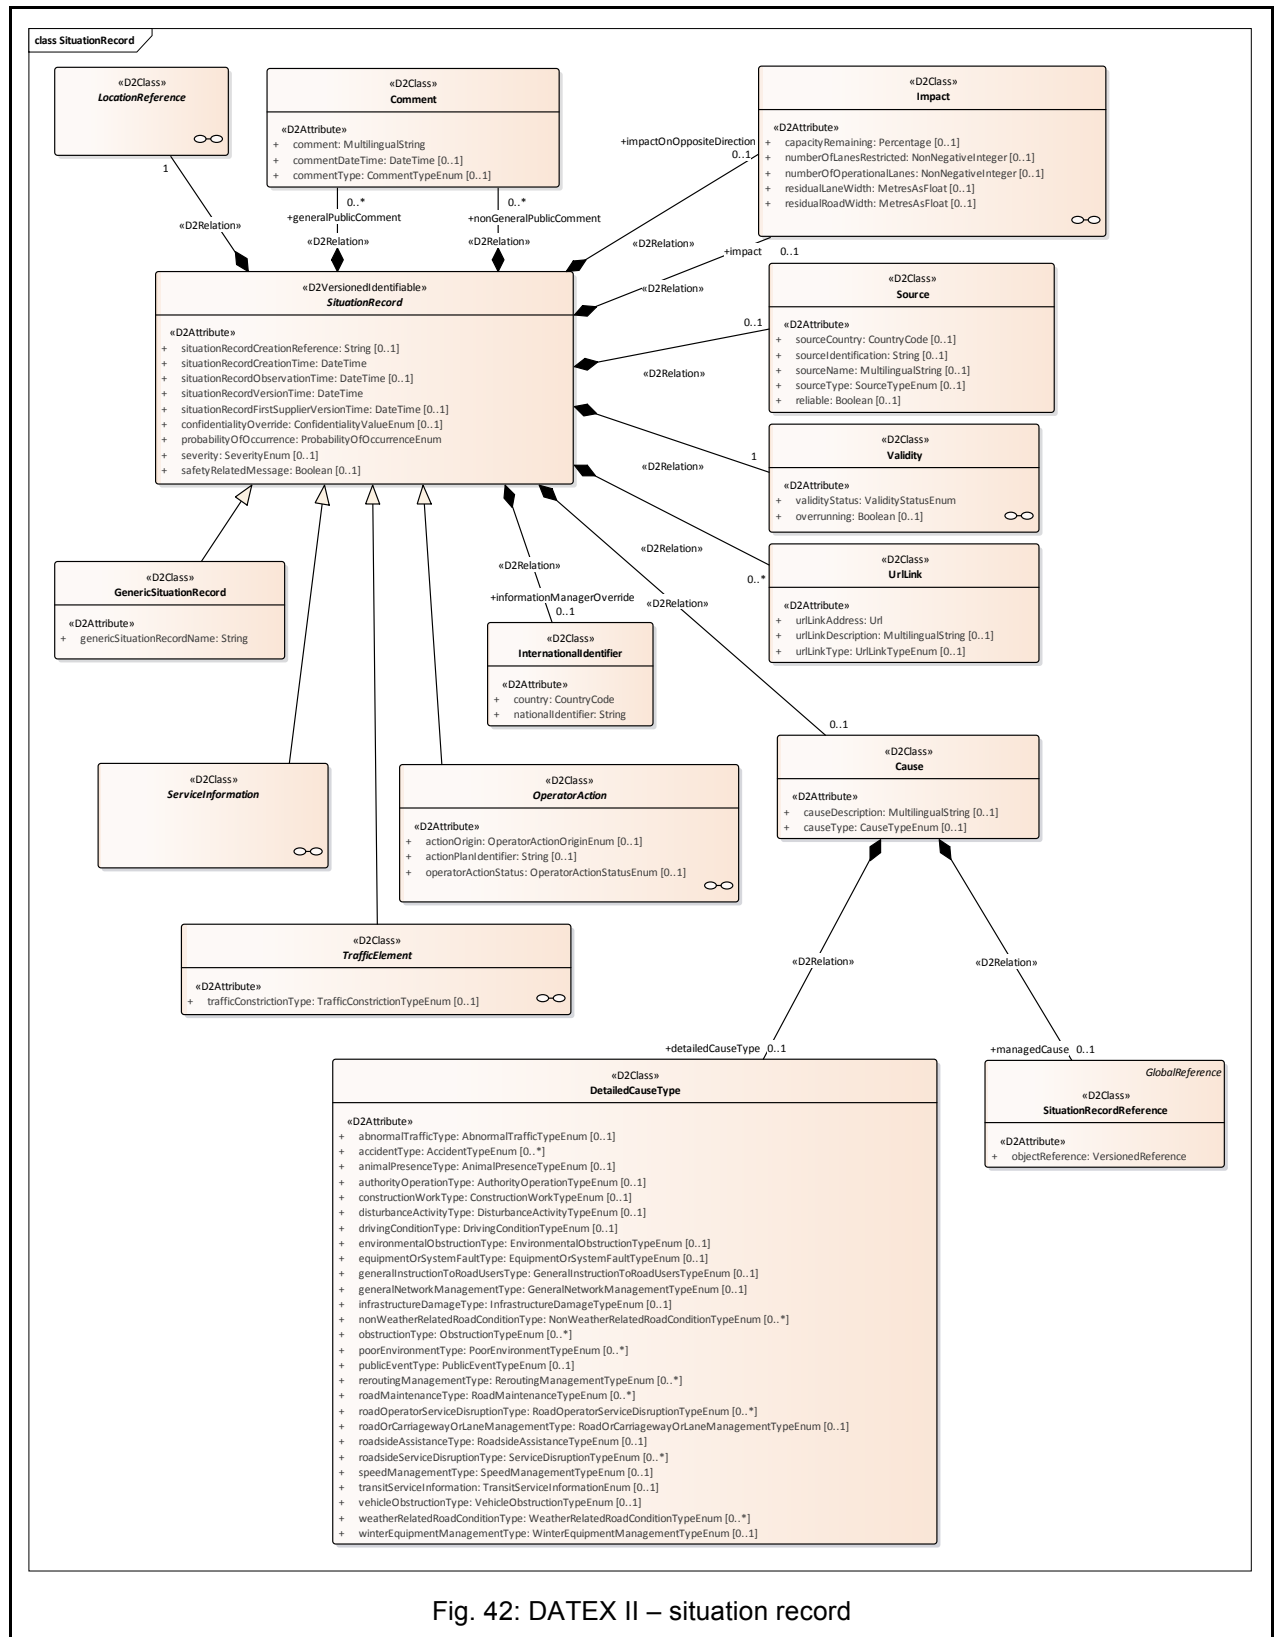 class SituationRecord
«D2Class»
LocationReference
1
«D2Relation»
«D2Class»
Comment
«D2Attribute»
+ comment: MultilingualString
+ commentDateTime: DateTime [0..1]
+ commentType: CommentTypeEnum [0..1]
0..*
+generalPublicComment
«D2Relation»
0..*
+nonGeneralPublicComment
«D2Relation»
«D2Class»
Impact
«D2Attribute»
+ capacityRemaining: Percentage [0..1]
+ numberOfLanesRestricted: NonNegativeInteger [0..1]
+ numberOfOperationalLanes: NonNegativeInteger [0..1]
+ residualLaneWidth: MetresAsFloat [0..1]
+ residualRoadWidth: MetresAsFloat [0..1]
+impactOnOppositeDirection
0..1
«D2Relation»
+impact 0..1
«D2Relation»
«D2VersionedIdentifiable»
SituationRecord
«D2Attribute»
+ situationRecordCreationReference: String [0..1]
+ situationRecordCreationTime: DateTime
+ situationRecordObservationTime: DateTime [0..1]
+ situationRecordVersionTime: DateTime
+ situationRecordFirstSupplierVersionTime: DateTime [0..1]
+ confidentialityOverride: ConfidentialityValueEnum [0..1]
+ probabilityOfOccurrence: ProbabilityOfOccurrenceEnum
+ severity: SeverityEnum [0..1]
+ safetyRelatedMessage: Boolean [0..1]
«D2Class»
Source
«D2Attribute»
+ sourceCountry: CountryCode [0..1]
+ sourceIdentification: String [0..1]
+ sourceName: MultilingualString [0..1]
+ sourceType: SourceTypeEnum [0..1]
+ reliable: Boolean [0..1]
0..1
«D2Relation»
«D2Class»
Validity
«D2Attribute»
+ validityStatus: ValidityStatusEnum
+ overrunning: Boolean [0..1]
1
«D2Relation»
«D2Class»
UrlLink
«D2Attribute»
+ urlLinkAddress: Url
+ urlLinkDescription: MultilingualString [0..1]
+ urlLinkType: UrlLinkTypeEnum [0..1]
«D2Relation»
0..*
«D2Class»
GenericSituationRecord
«D2Attribute»
+ genericSituationRecordName: String
«D2Relation»
+informationManagerOverride
0..1
«D2Class»
InternationalIdentifier
«D2Attribute»
+ country: CountryCode
+ nationalIdentifier: String
«D2Relation»
0..1
«D2Class»
Cause
«D2Attribute»
+ causeDescription: MultilingualString [0..1]
+ causeType: CauseTypeEnum [0..1]
«D2Class»
ServiceInformation
«D2Class»
OperatorAction
«D2Attribute»
+ actionOrigin: OperatorActionOriginEnum [0..1]
+ actionPlanIdentifier: String [0..1]
+ operatorActionStatus: OperatorActionStatusEnum [0..1]
«D2Class»
TrafficElement
«D2Attribute»
+ trafficConstrictionType: TrafficConstrictionTypeEnum [0..1]
«D2Relation»
«D2Relation»
+detailedCauseType 0..1
+managedCause 0..1
«D2Class»
DetailedCauseType
«D2Attribute»
+ abnormalTrafficType: AbnormalTrafficTypeEnum [0..1]
+ accidentType: AccidentTypeEnum [0..*]
+ animalPresenceType: AnimalPresenceTypeEnum [0..1]
+ authorityOperationType: AuthorityOperationTypeEnum [0..1]
+ constructionWorkType: ConstructionWorkTypeEnum [0..1]
+ disturbanceActivityType: DisturbanceActivityTypeEnum [0..1]
+ drivingConditionType: DrivingConditionTypeEnum [0..1]
+ environmentalObstructionType: EnvironmentalObstructionTypeEnum [0..1]
+ equipmentOrSystemFaultType: EquipmentOrSystemFaultTypeEnum [0..1]
+ generalInstructionToRoadUsersType: GeneralInstructionToRoadUsersTypeEnum [0..1]
+ generalNetworkManagementType: GeneralNetworkManagementTypeEnum [0..1]
+ infrastructureDamageType: InfrastructureDamageTypeEnum [0..1]
+ nonWeatherRelatedRoadConditionType: NonWeatherRelatedRoadConditionTypeEnum [0..*]
+ obstructionType: ObstructionTypeEnum [0..*]
+ poorEnvironmentType: PoorEnvironmentTypeEnum [0..*]
+ publicEventType: PublicEventTypeEnum [0..1]
+ reroutingManagementType: ReroutingManagementTypeEnum [0..*]
+ roadMaintenanceType: RoadMaintenanceTypeEnum [0..*]
+ roadOperatorServiceDisruptionType: RoadOperatorServiceDisruptionTypeEnum [0..*]
+ roadOrCarriagewayOrLaneManagementType: RoadOrCarriagewayOrLaneManagementTypeEnum [0..1]
+ roadsideAssistanceType: RoadsideAssistanceTypeEnum [0..1]
+ roadsideServiceDisruptionType: ServiceDisruptionTypeEnum [0..*]
+ speedManagementType: SpeedManagementTypeEnum [0..1]
+ transitServiceInformation: TransitServiceInformationEnum [0..1]
+ vehicleObstructionType: VehicleObstructionTypeEnum [0..1]
+ weatherRelatedRoadConditionType: WeatherRelatedRoadConditionTypeEnum [0..*]
+ winterEquipmentManagementType: WinterEquipmentManagementTypeEnum [0..1]
GlobalReference
«D2Class»
SituationRecordReference
«D2Attribute»
+ objectReference: VersionedReference
Fig. 42: DATEX II – situation record